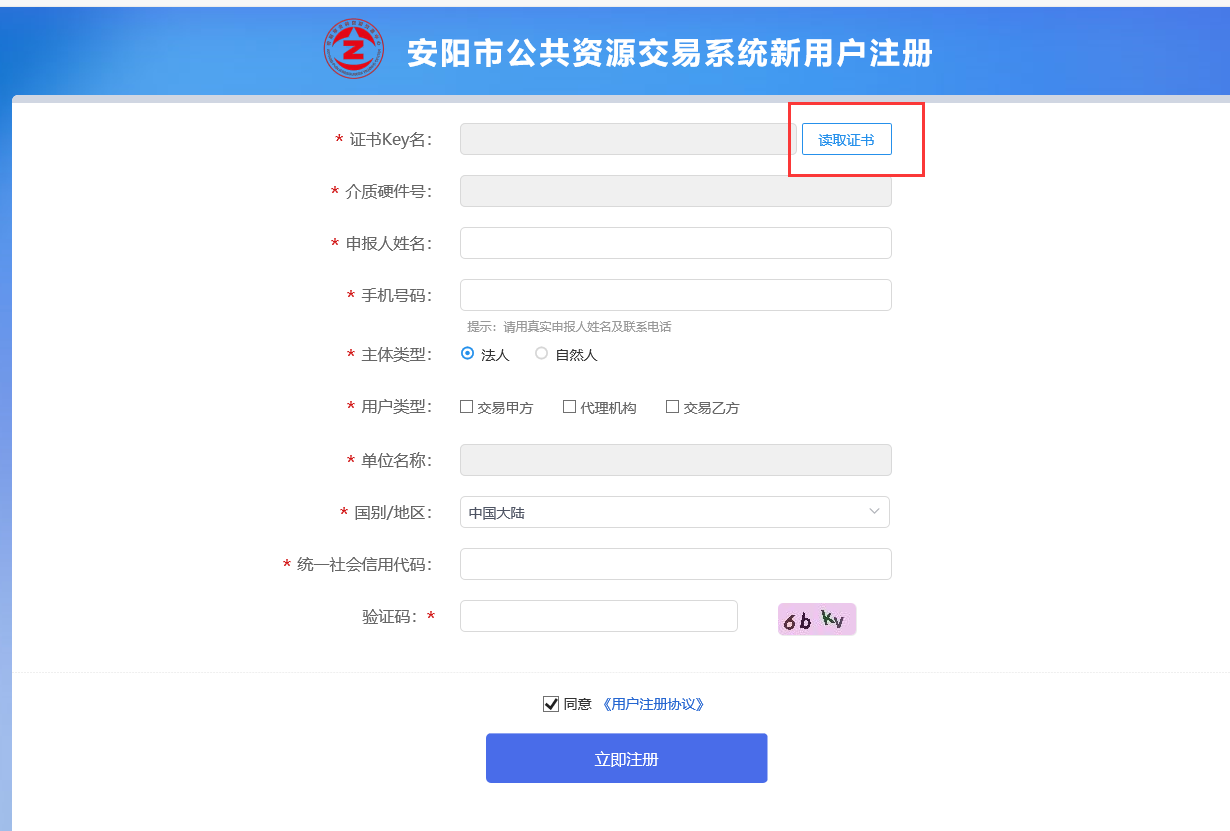 安阳市公共资源交易系统新用户注册
* 证书Key名： 读取证书
* 介质硬件号：
* 申报人姓名：
* 手机号码：
提示：请用真实申报人姓名及联系电话
* 主体类型： 法人 自然人
* 用户类型： 交易甲方 代理机构 交易乙方
* 单位名称：
* 国别/地区： 中国大陆
* 统一社会信用代码：
验证码：* 6b kv
同意 《用户注册协议》
立即注册